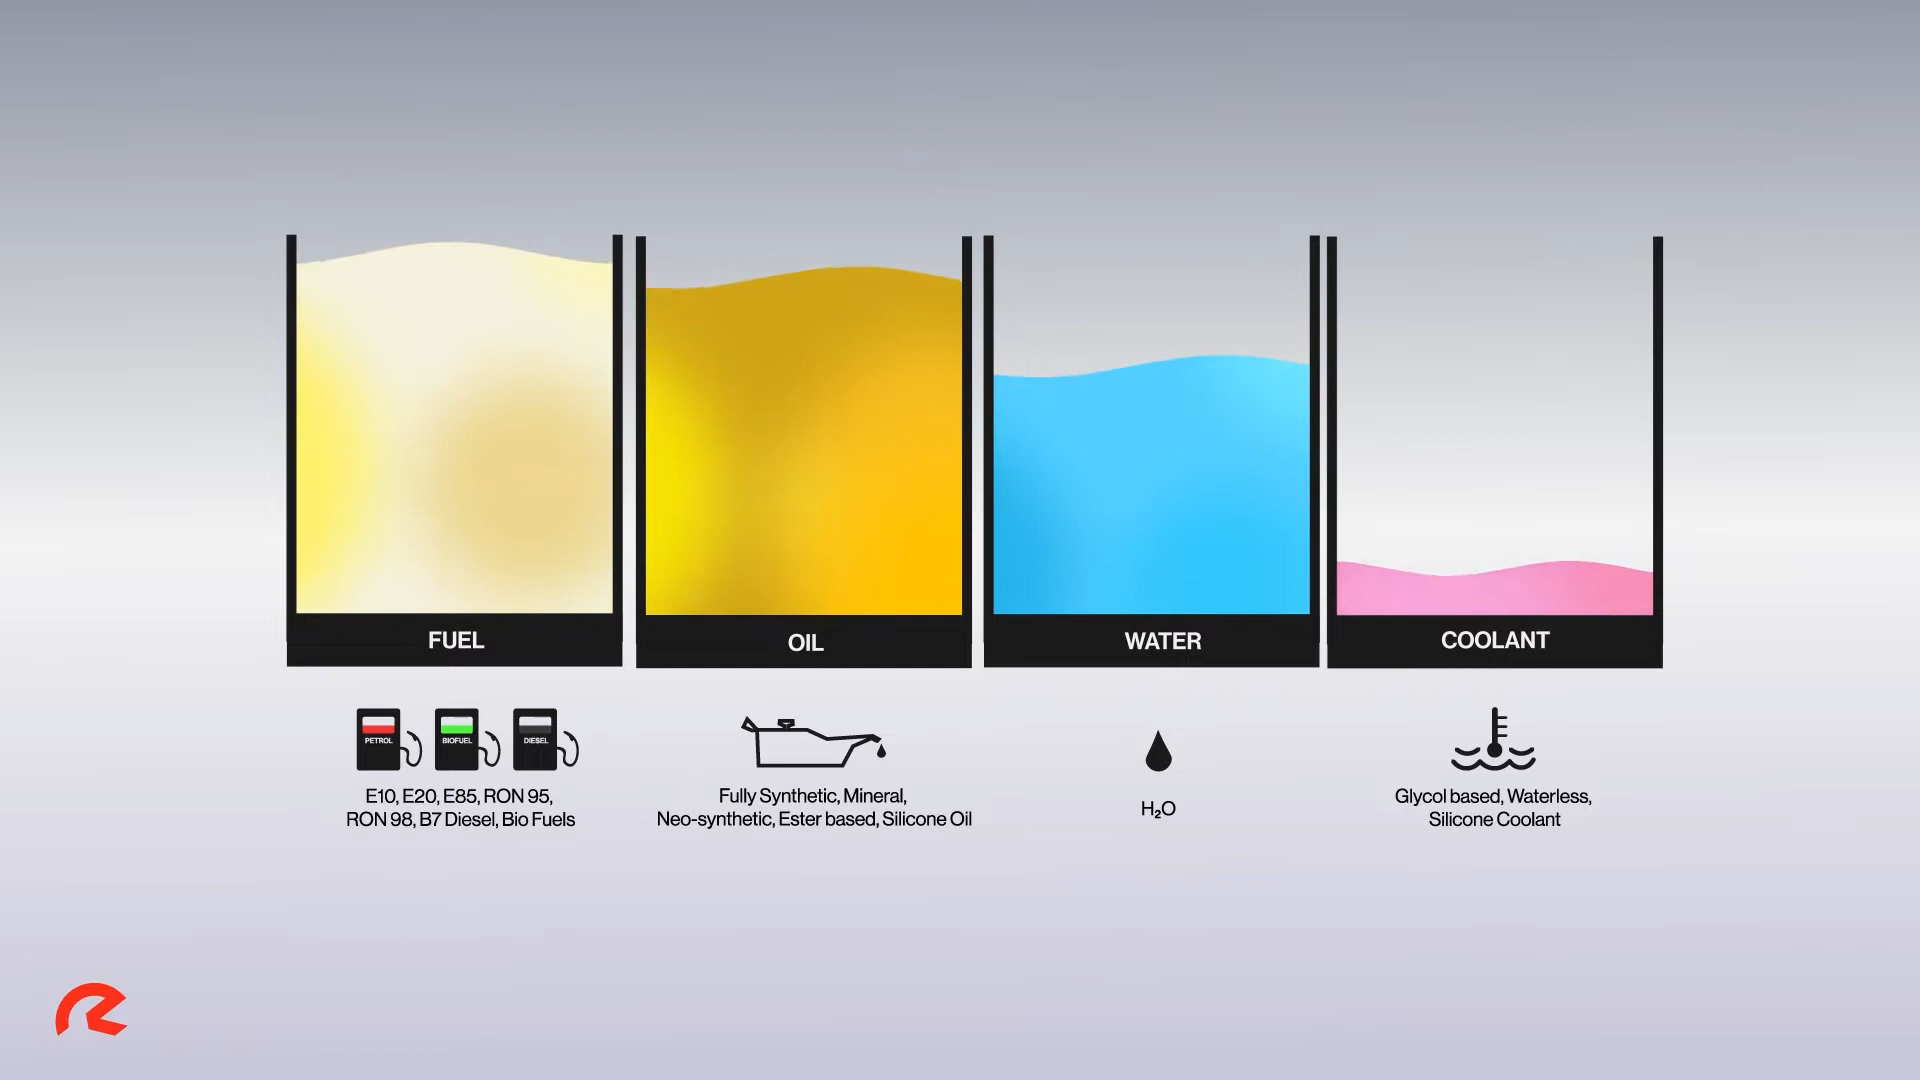 FUEL
OIL
WATER
COOLANT
PETROL
BIOFUEL
DIESEL
E10, E20, E85, RON 95,
RON 98, B7 Diesel, Bio Fuels
Fully Synthetic, Mineral,
Neo-synthetic, Ester based, Silicone Oil
H₂O
Glycol based, Waterless,
Silicone Coolant